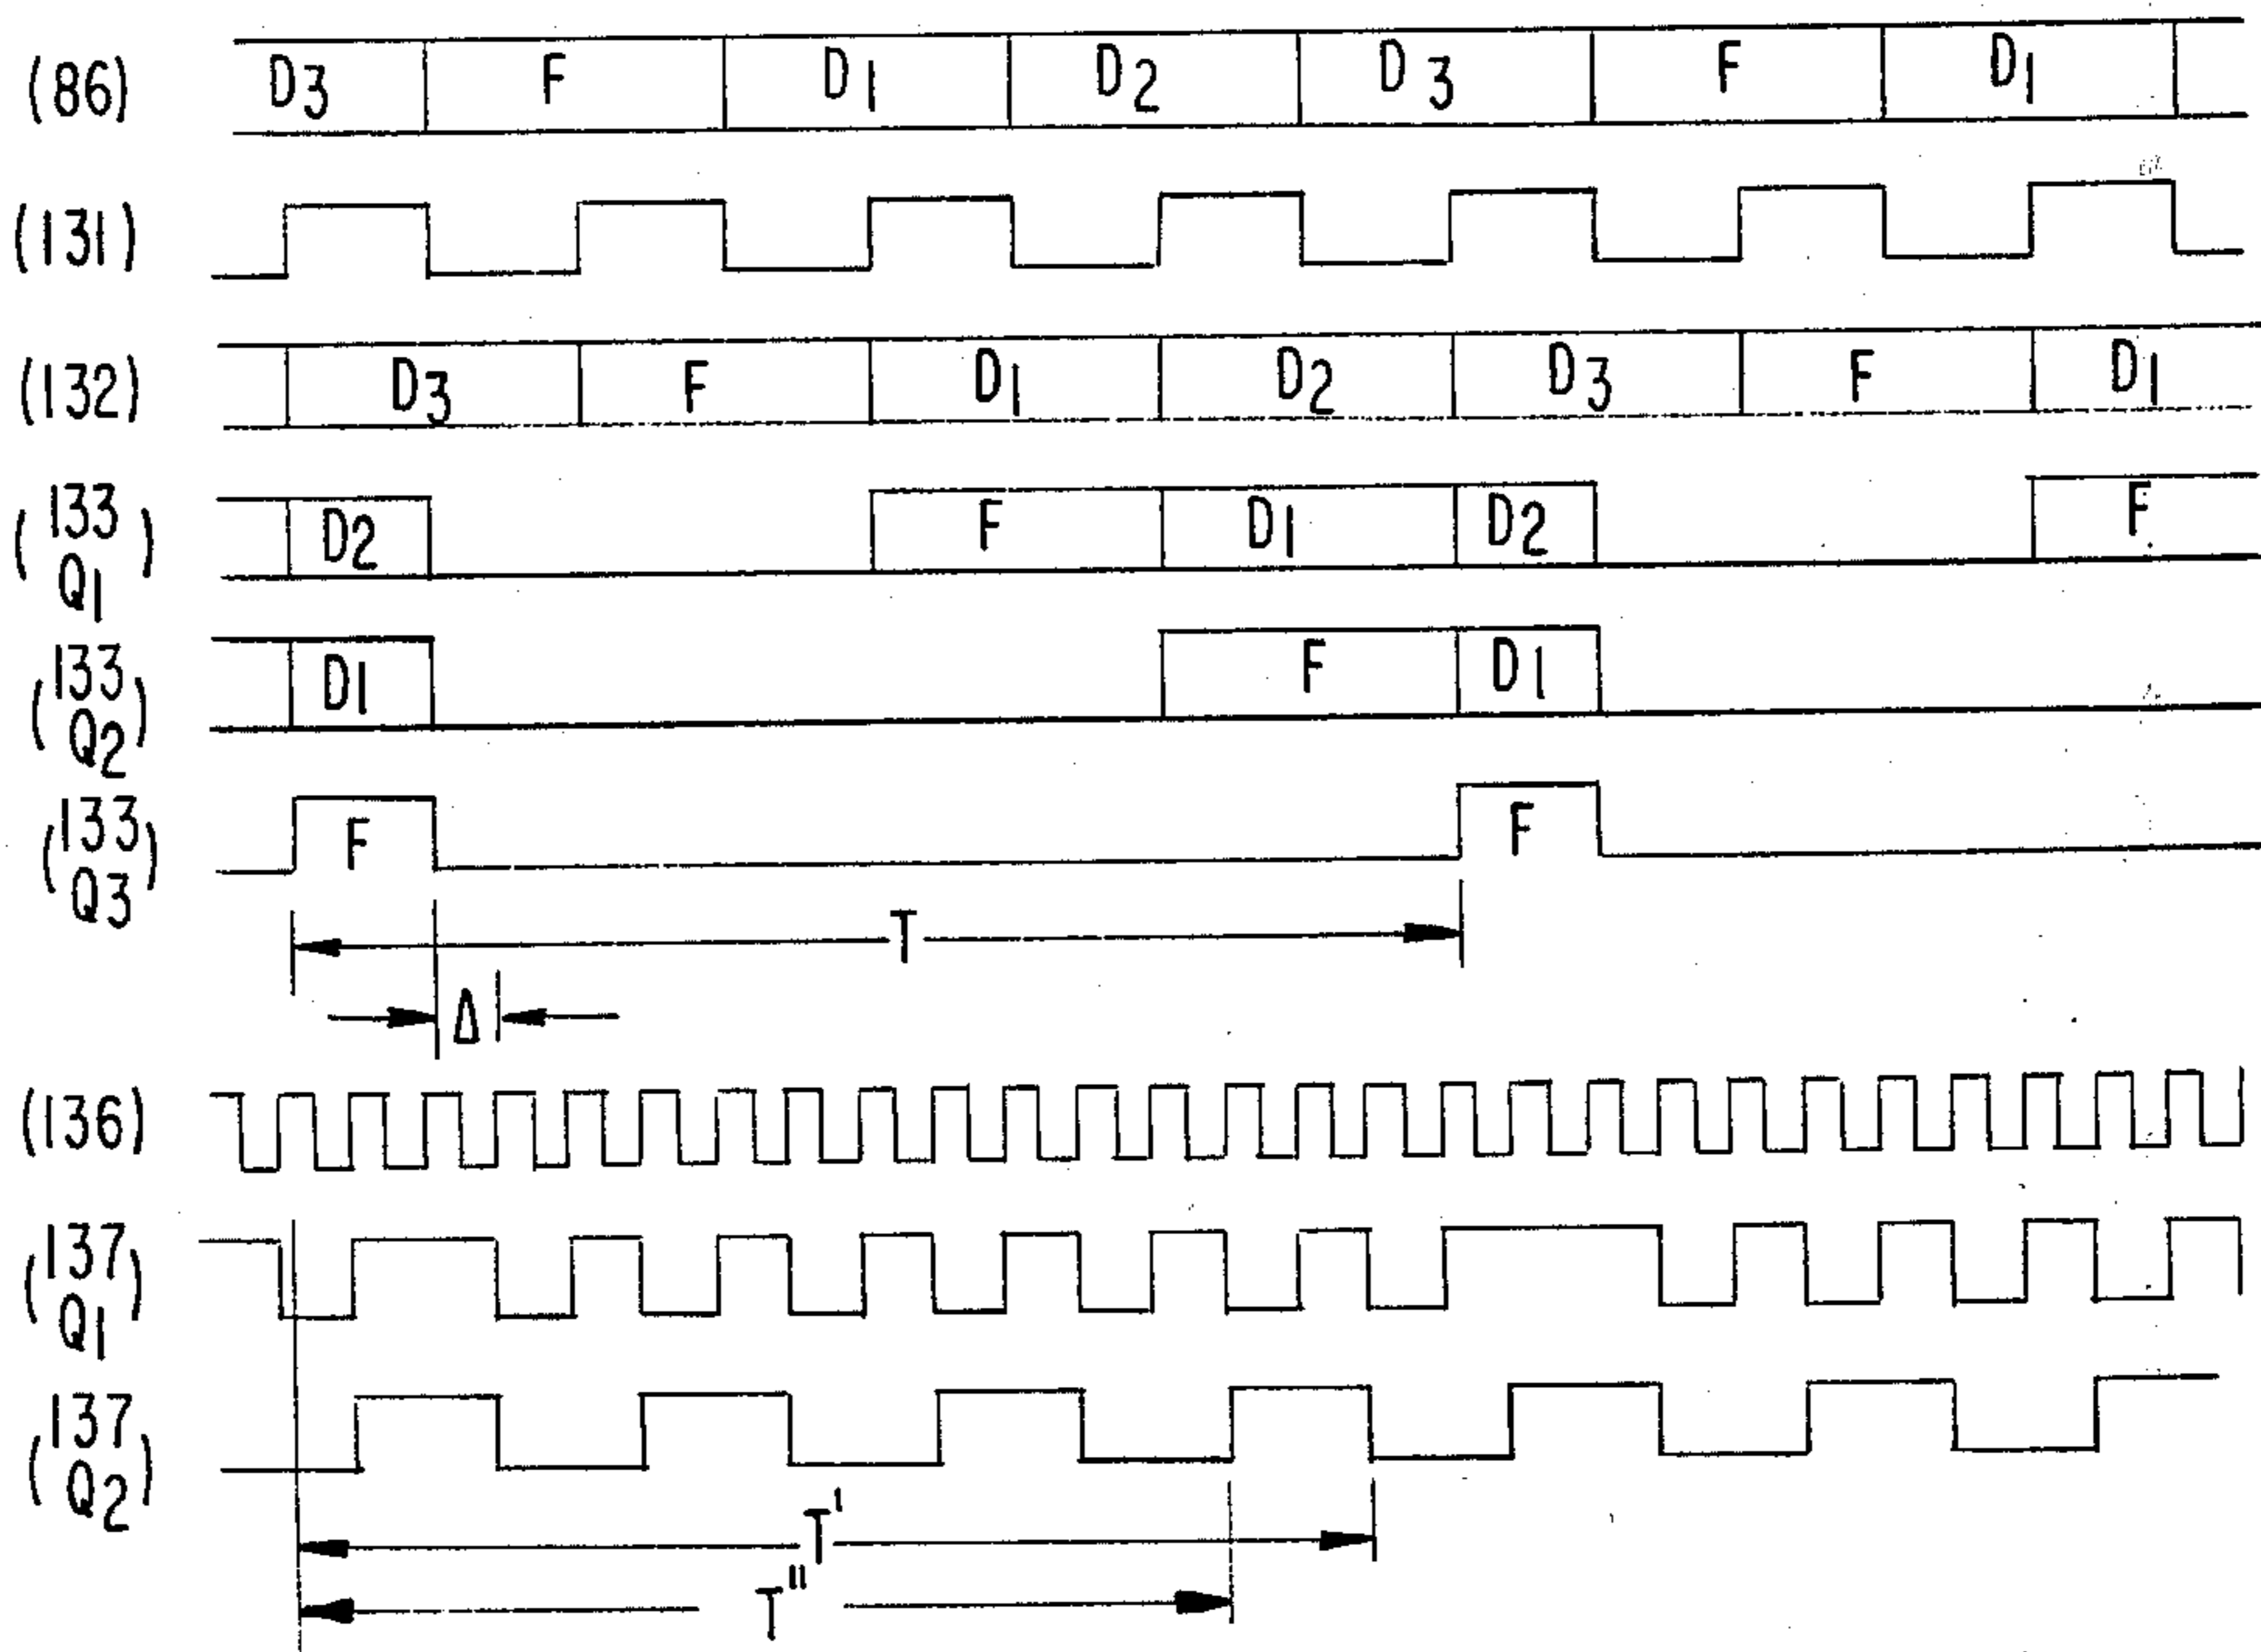 (86) D3 F D1 D2 D3 F D1
(131)
(132) D3 F D1 D2 D3 F D1
(133 Q1) D2 F D1 D2 F
(133 Q2) D1 F D1
(133 Q3) F F
T
Δ
(136)
(137 Q1)
(137 Q2)
T'
T"